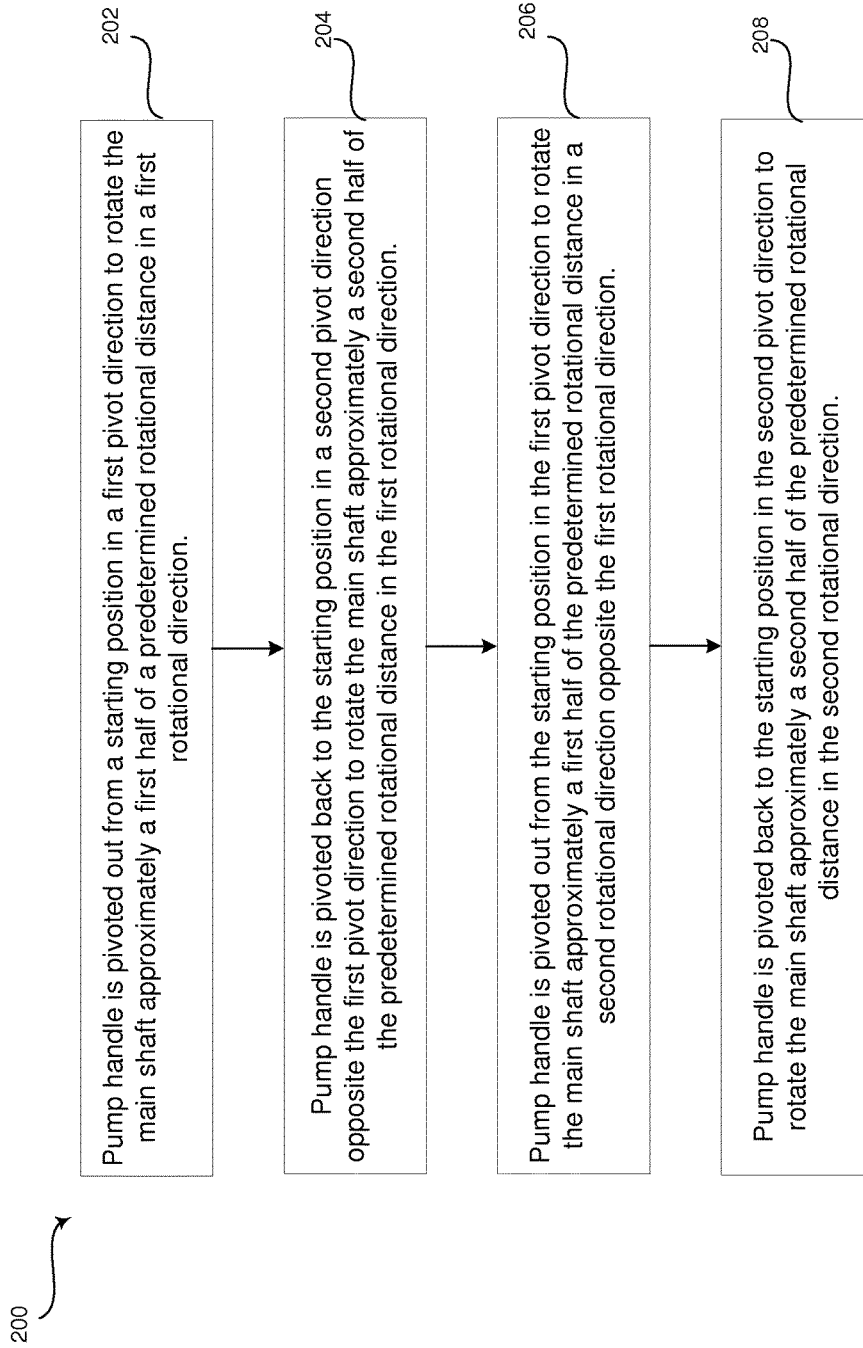 200
Pump handle is pivoted out from a starting position in a first pivot direction to rotate the
main shaft approximately a first half of a predetermined rotational distance in a first
rotational direction.
202
Pump handle is pivoted back to the starting position in a second pivot direction
opposite the first pivot direction to rotate the main shaft approximately a second half of
the predetermined rotational distance in the first rotational direction.
204
Pump handle is pivoted out from the starting position in the first pivot direction to rotate
the main shaft approximately a first half of the predetermined rotational distance in a
second rotational direction opposite the first rotational direction.
206
Pump handle is pivoted back to the starting position in the second pivot direction to
rotate the main shaft approximately a second half of the predetermined rotational
distance in the second rotational direction.
208